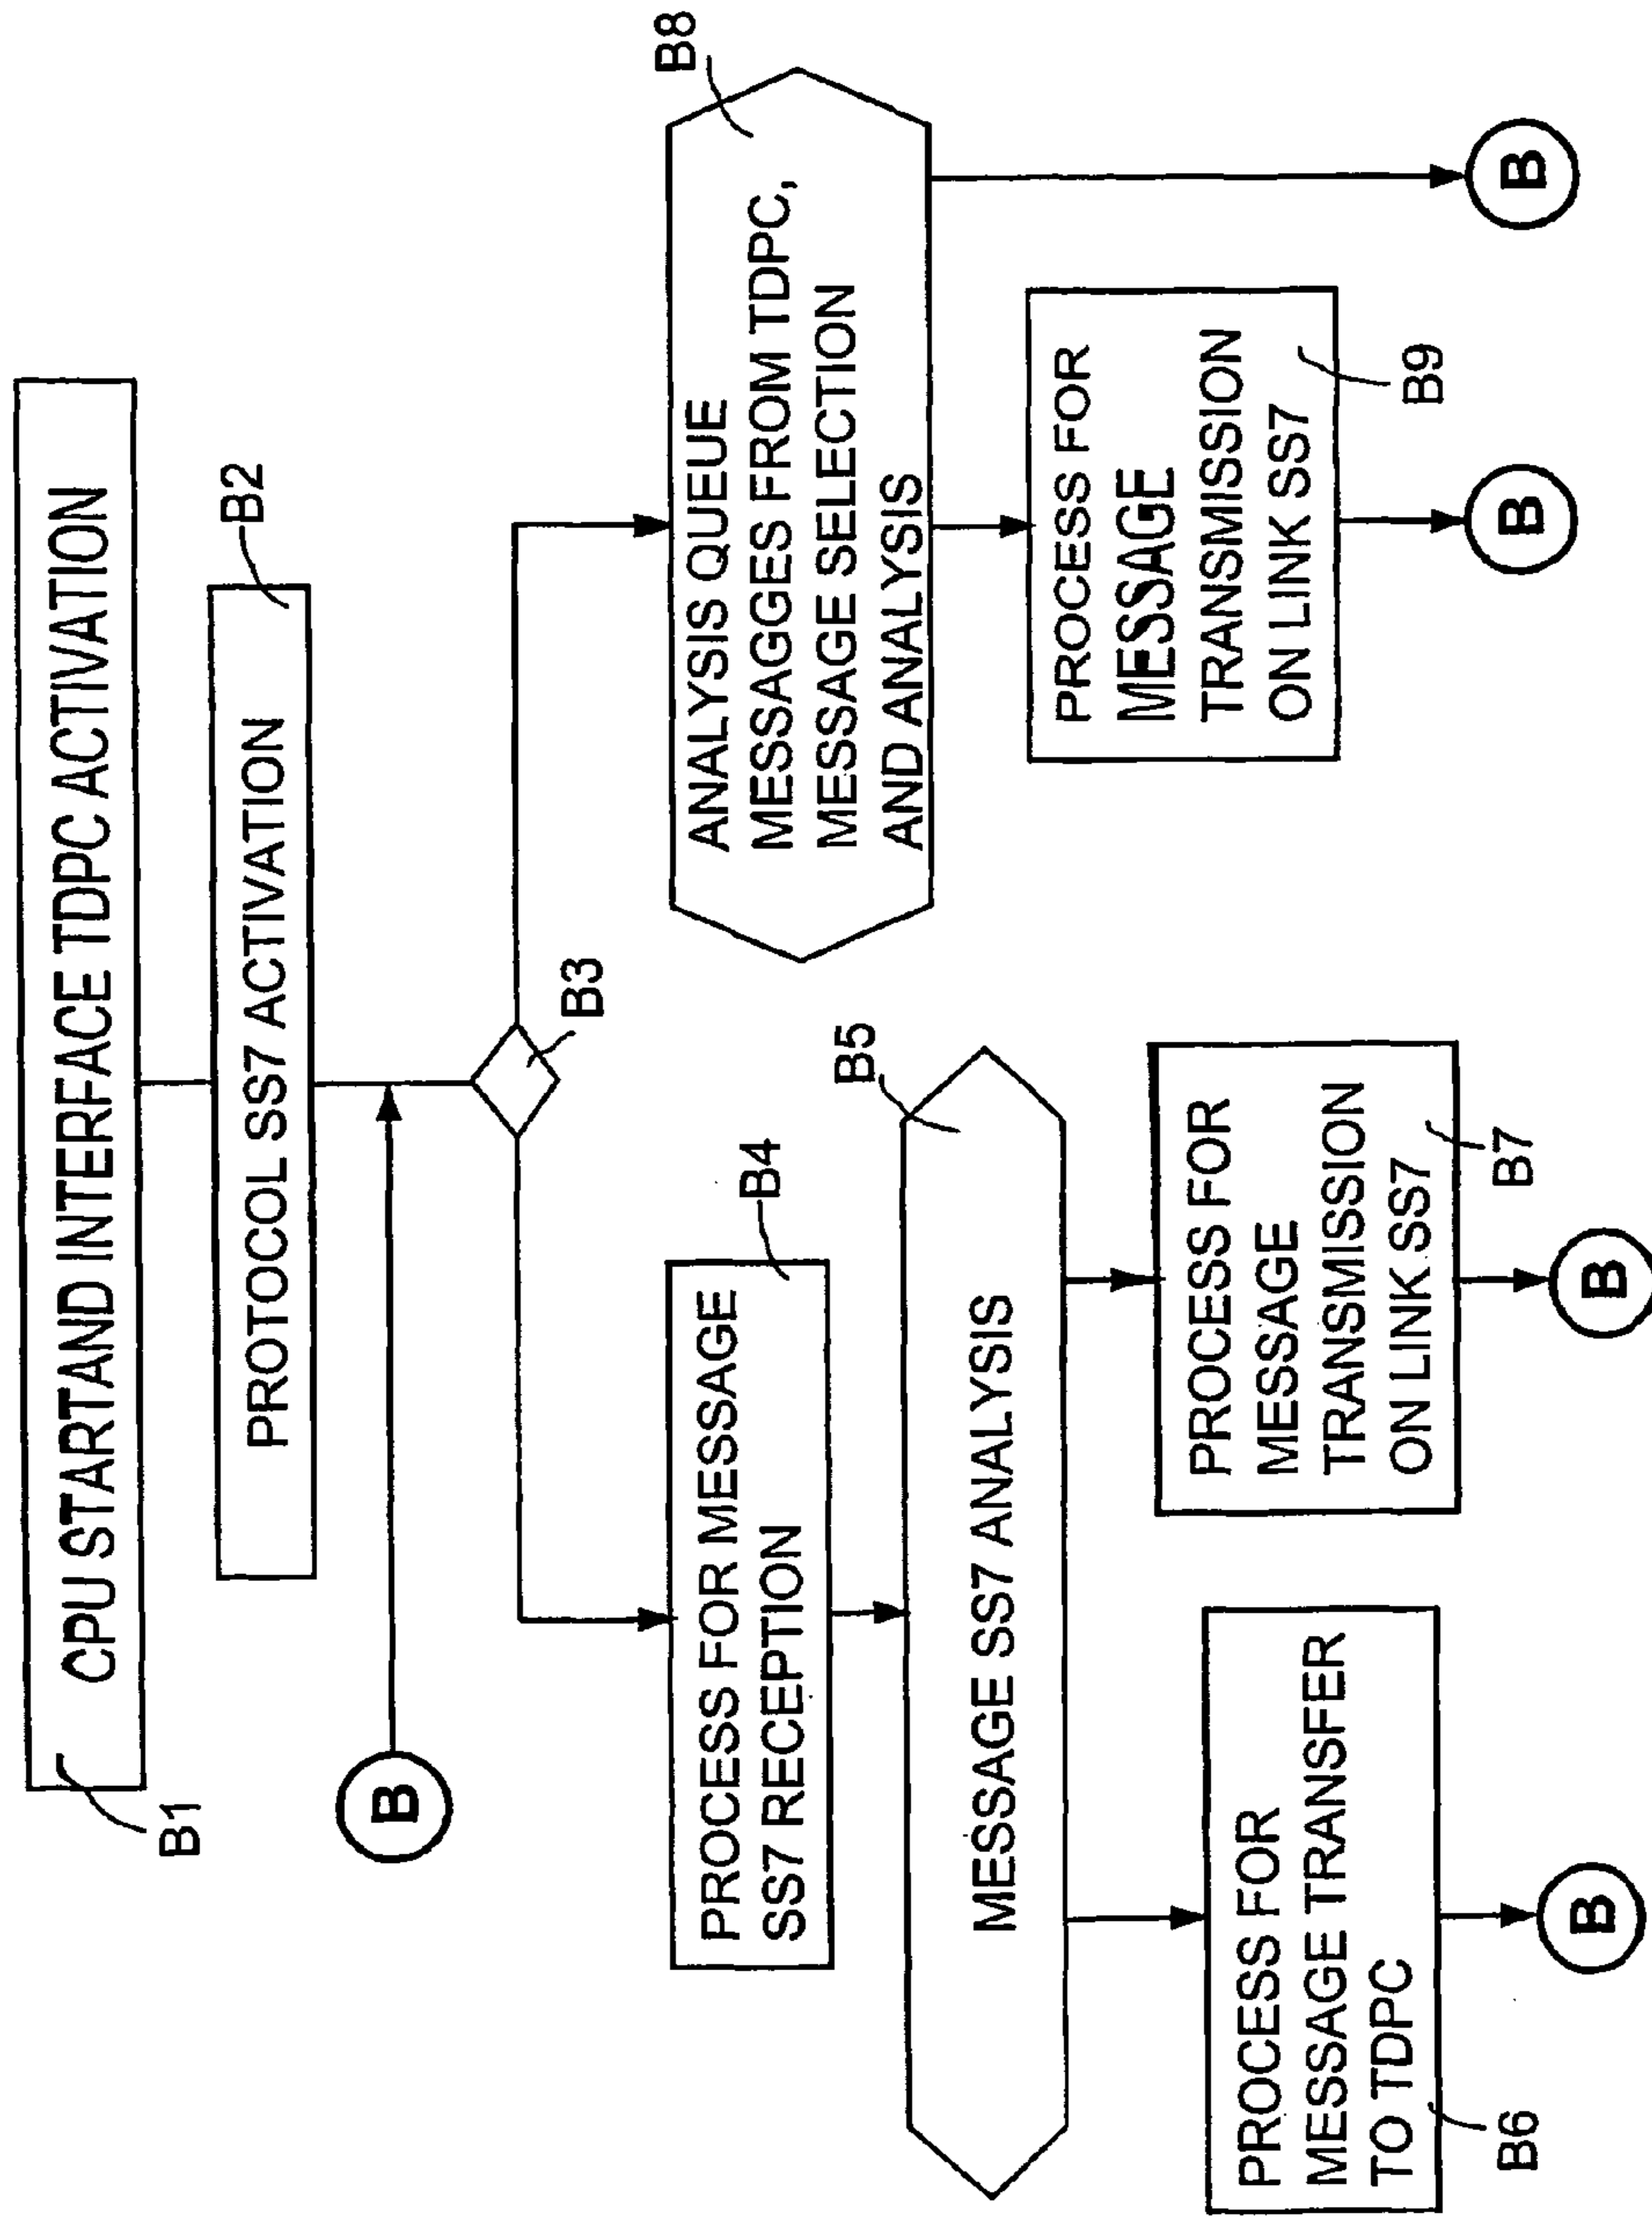 B1
CPU STARTAND INTERFACE TDPC ACTIVATION
PROTOCOL SS7 ACTIVATION
B2
B
B3
PROCESS FOR MESSAGE
SS7 RECEPTION
B4
ANALYSIS QUEUE
MESSAGGES FROM TDPC,
MESSAGE SELECTION
AND ANALYSIS
B8
MESSAGE SS7 ANALYSIS
B5
PROCESS FOR
MESSAGE TRANSFER
TO TDPC
B6
PROCESS FOR
MESSAGE
TRANSMISSION
ON LINK SS7
B7
PROCESS FOR
MESSAGE
TRANSMISSION
ON LINK SS7
B9
B
B
B
B